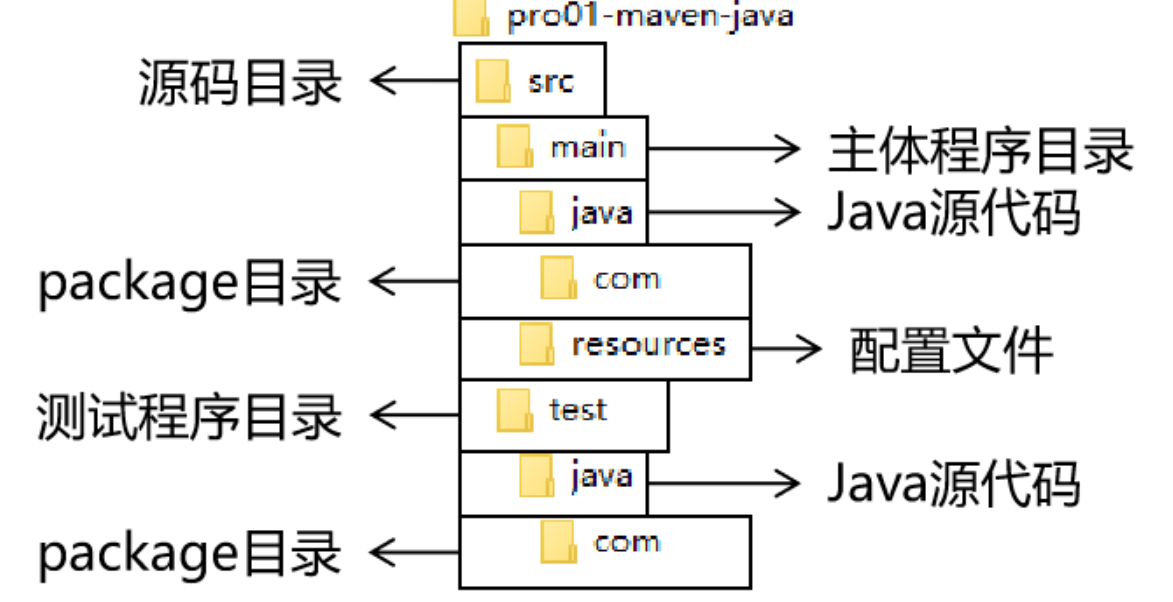 pro01-maven-java
源码目录 src
main 主体程序目录
java Java源代码
package目录 com
resources 配置文件
测试程序目录 test
java Java源代码
package目录 com